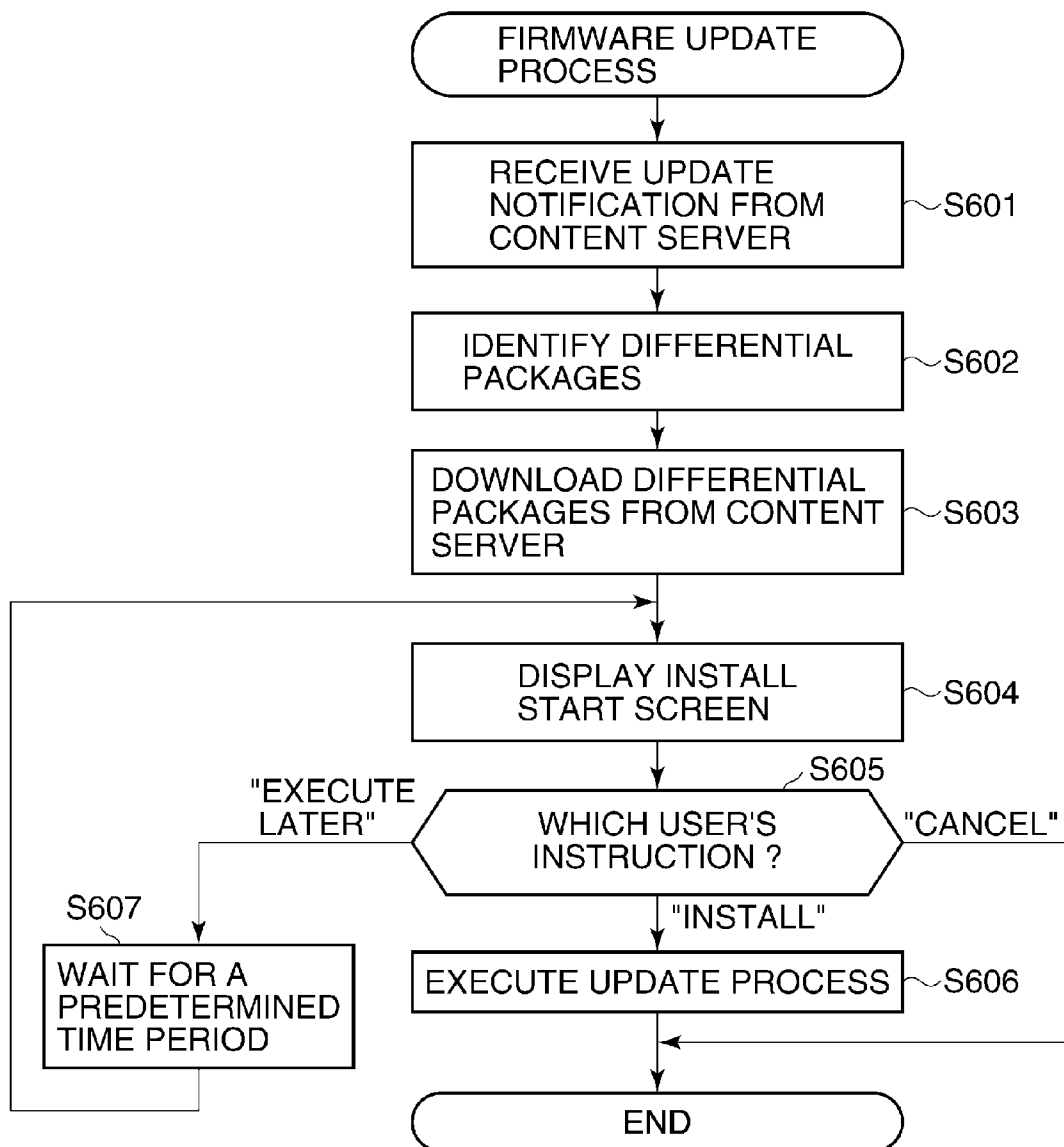 FIRMWARE UPDATE
PROCESS
RECEIVE UPDATE
NOTIFICATION FROM
CONTENT SERVER
S601
IDENTIFY DIFFERENTIAL
PACKAGES
S602
DOWNLOAD DIFFERENTIAL
PACKAGES FROM CONTENT
SERVER
S603
DISPLAY INSTALL
START SCREEN
S604
S605
WHICH USER'S
INSTRUCTION ?
"EXECUTE
LATER"
"CANCEL"
"INSTALL"
S607
WAIT FOR A
PREDETERMINED
TIME PERIOD
EXECUTE UPDATE PROCESS
S606
END